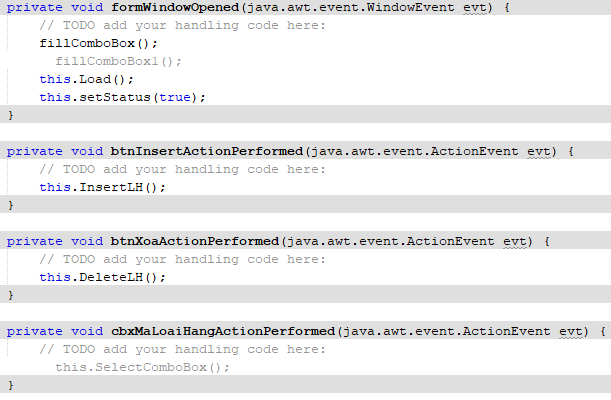 private void formWindowOpened(java.awt.event.WindowEvent evt) {
// TODO add your handling code here:
fillComboBox();
fillComboBox1();
this.Load();
this.setStatus(true);
}
private void btnInsertActionPerformed(java.awt.event.ActionEvent evt) {
// TODO add your handling code here:
this.InsertLH();
}
private void btnXoaActionPerformed(java.awt.event.ActionEvent evt) {
// TODO add your handling code here:
this.DeleteLH();
}
private void cbxMaLoaiHangActionPerformed(java.awt.event.ActionEvent evt) {
// TODO add your handling code here:
this.SelectComboBox();
}